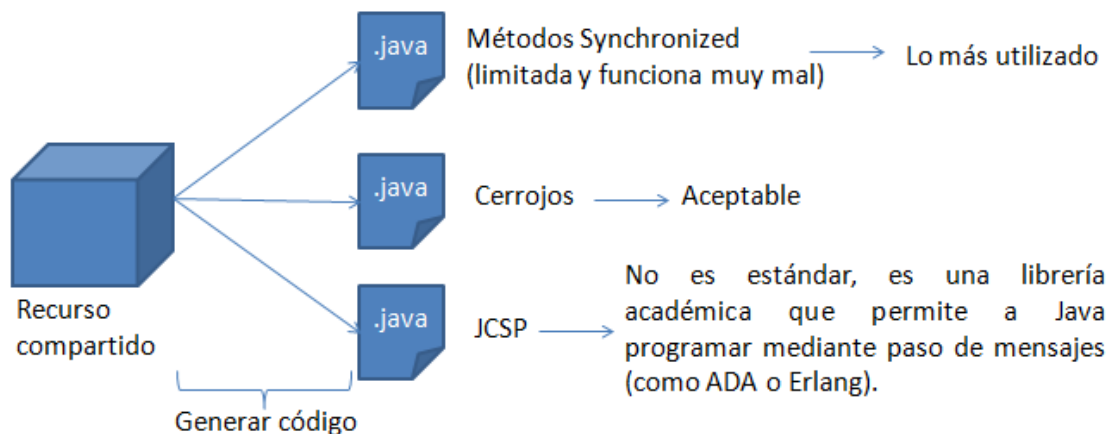 .java
Métodos Synchronized
(limitada y funciona muy mal)
Lo más utilizado
.java
Cerrojos
Aceptable
.java
JCSP
No es estándar, es una librería
académica que permite a Java
programar mediante paso de mensajes
(como ADA o Erlang).
Recurso
compartido
Generar código